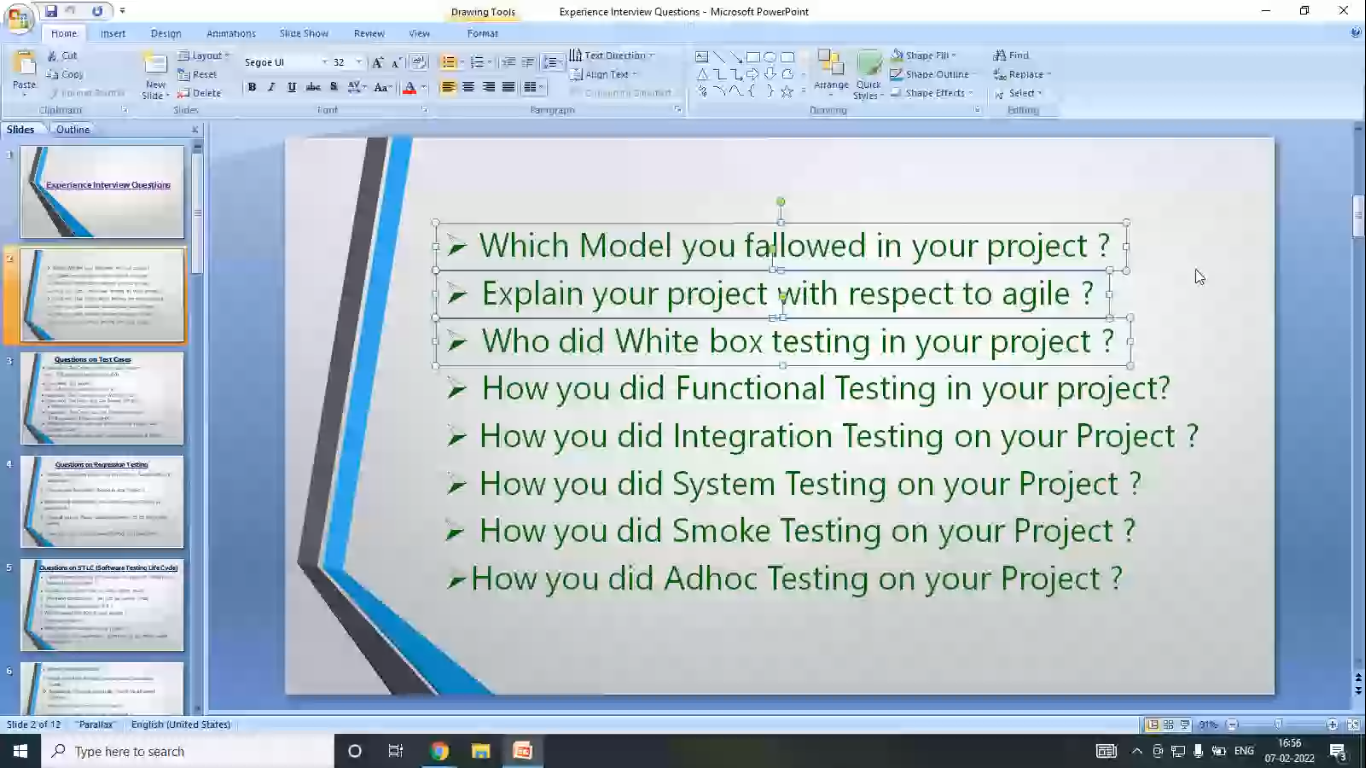 Drawing Tools
Experience Interview Questions - Microsoft PowerPoint
Home Insert Design Animations Slide Show Review View Format
Cut
Copy
Format Painter
Paste
Clipboard
New Slide
Layout
Reset
Delete
Slides
Segoe UI 32
B I U abc S AV Aa A
Font
Text Direction
Align Text
Convert to SmartArt
Paragraph
Arrange
Quick Styles
Shape Fill
Shape Outline
Shape Effects
Drawing
Find
Replace
Select
Editing
Slides Outline
1
Experience Interview Questions
2
3
Questions on Test Cases
4
Questions on Regression Testing
5
Questions on STLC (Software Testing Life Cycle)
6
Which Model you fallowed in your project ?
Explain your project with respect to agile ?
Who did White box testing in your project ?
How you did Functional Testing in your project?
How you did Integration Testing on your Project ?
How you did System Testing on your Project ?
How you did Smoke Testing on your Project ?
How you did Adhoc Testing on your Project ?
Slide 2 of 12 "Parallax" English (United States) 91%
Type here to search
ENG
16:56
07-02-2022
3